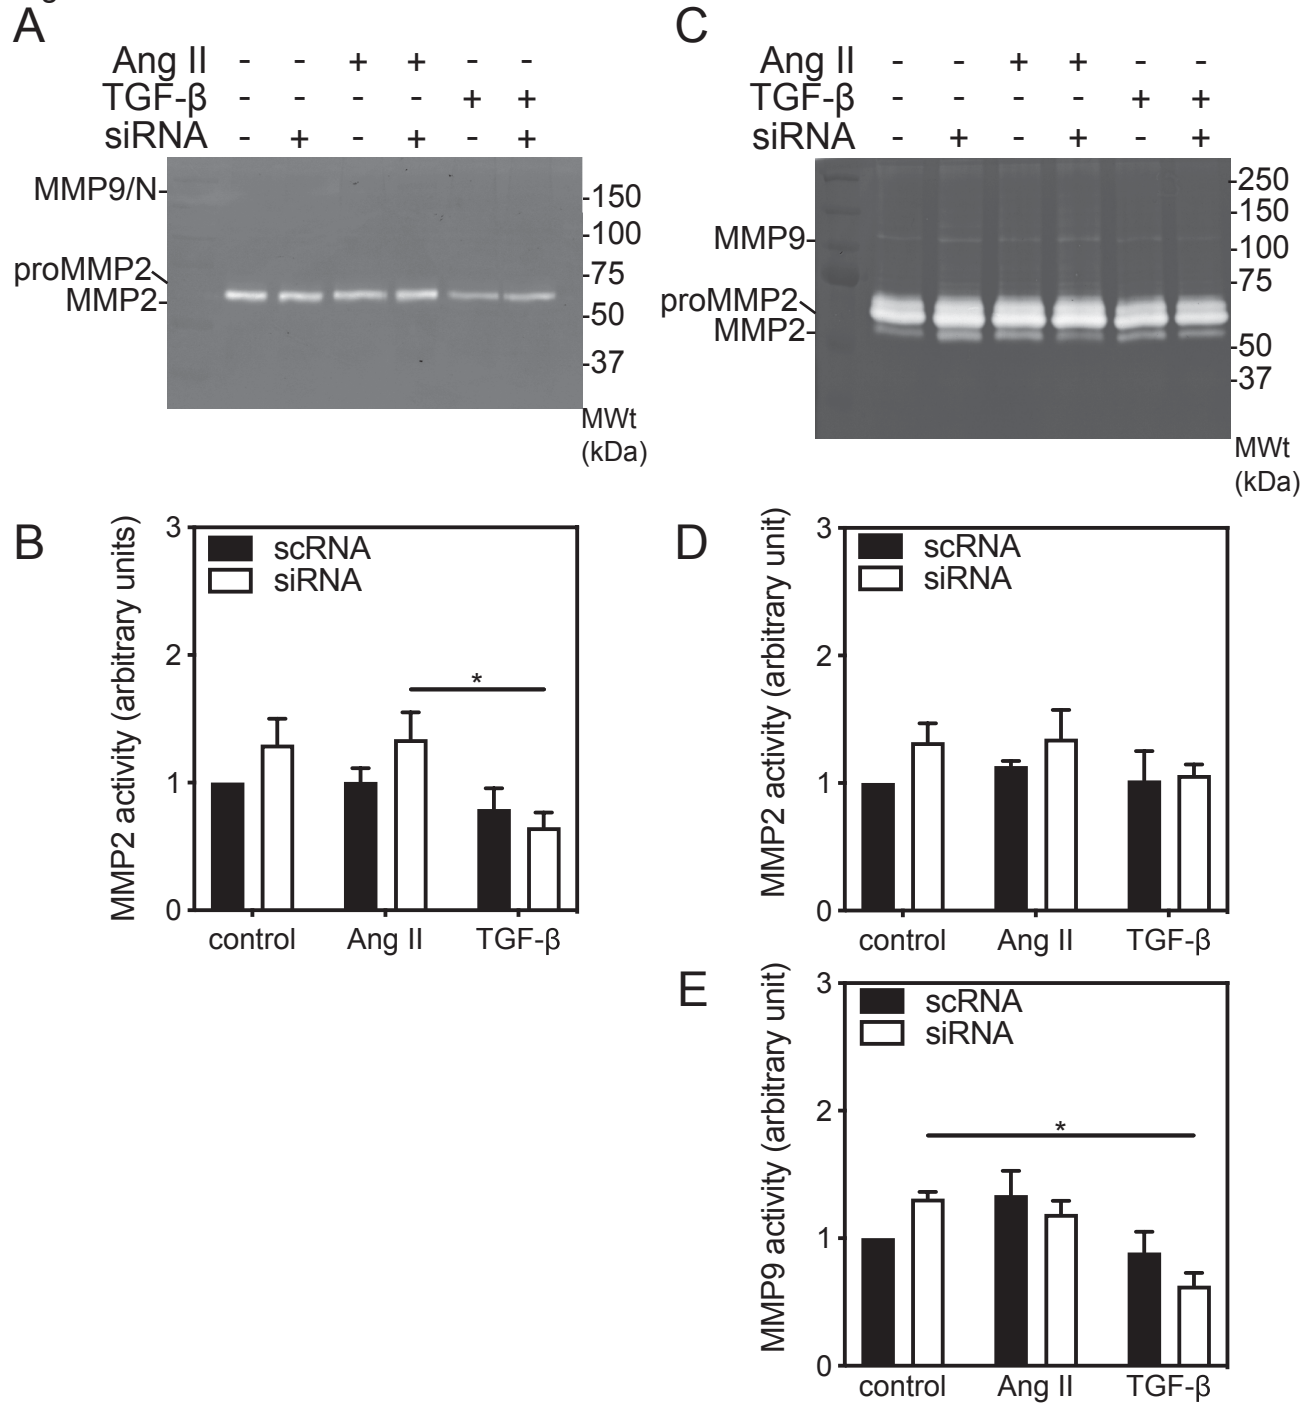 A
Ang II - - + + - -
TGF-β - - - - + +
siRNA - + - + - +
MMP9/N-
proMMP2
MMP2-
-150
-100
-75
-50
-37
MWt
(kDa)
C
Ang II - - + + - -
TGF-β - - - - + +
siRNA - + - + - +
MMP9-
proMMP2
MMP2-
-250
-150
-100
-75
-50
-37
MWt
(kDa)
B
MMP2 activity (arbitrary units)
3
2
1
0
scRNA
siRNA
*
control Ang II TGF-β
D
MMP2 activity (arbitrary unit)
3
2
1
0
scRNA
siRNA
control Ang II TGF-β
E
MMP9 activity (arbitrary unit)
3
2
1
0
scRNA
siRNA
*
control Ang II TGF-β